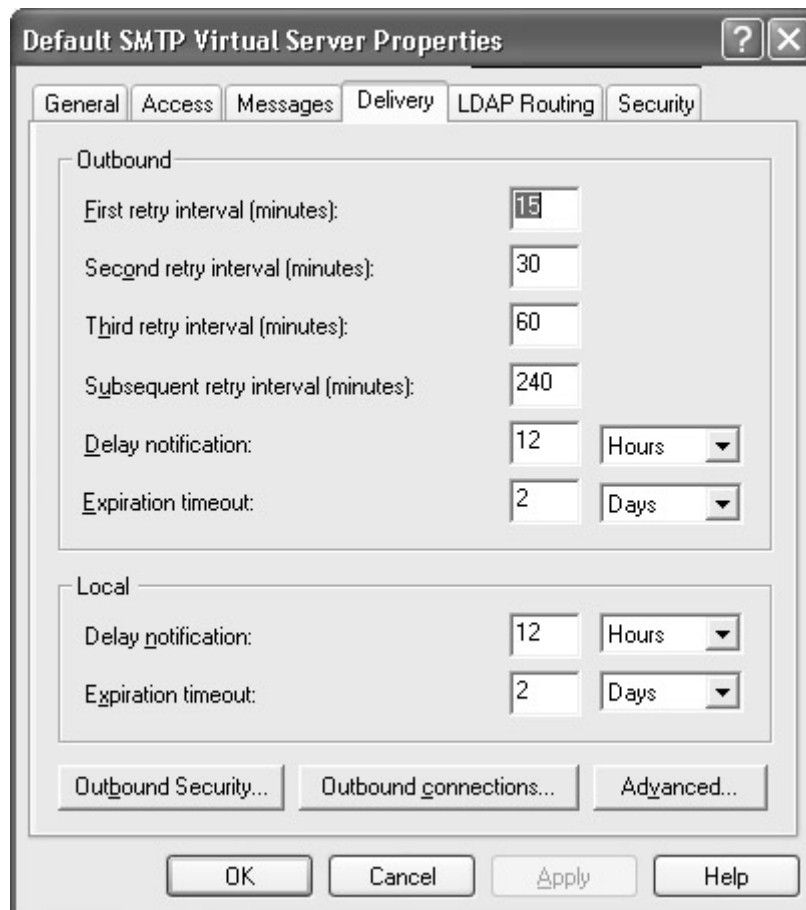 Default SMTP Virtual Server Properties
General Access Messages Delivery LDAP Routing Security
Outbound
First retry interval (minutes): 15
Second retry interval (minutes): 30
Third retry interval (minutes): 60
Subsequent retry interval (minutes): 240
Delay notification: 12 Hours
Expiration timeout: 2 Days
Local
Delay notification: 12 Hours
Expiration timeout: 2 Days
Outbound Security... Outbound connections... Advanced...
OK Cancel Apply Help